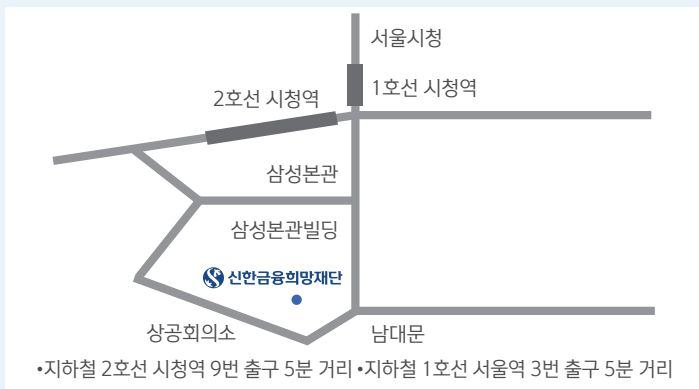 서울시청
1호선 시청역
2호선 시청역
삼성본관
삼성본관빌딩
신한금융희망재단
상공회의소
남대문
•지하철 2호선 시청역 9번 출구 5분 거리 •지하철 1호선 서울역 3번 출구 5분 거리